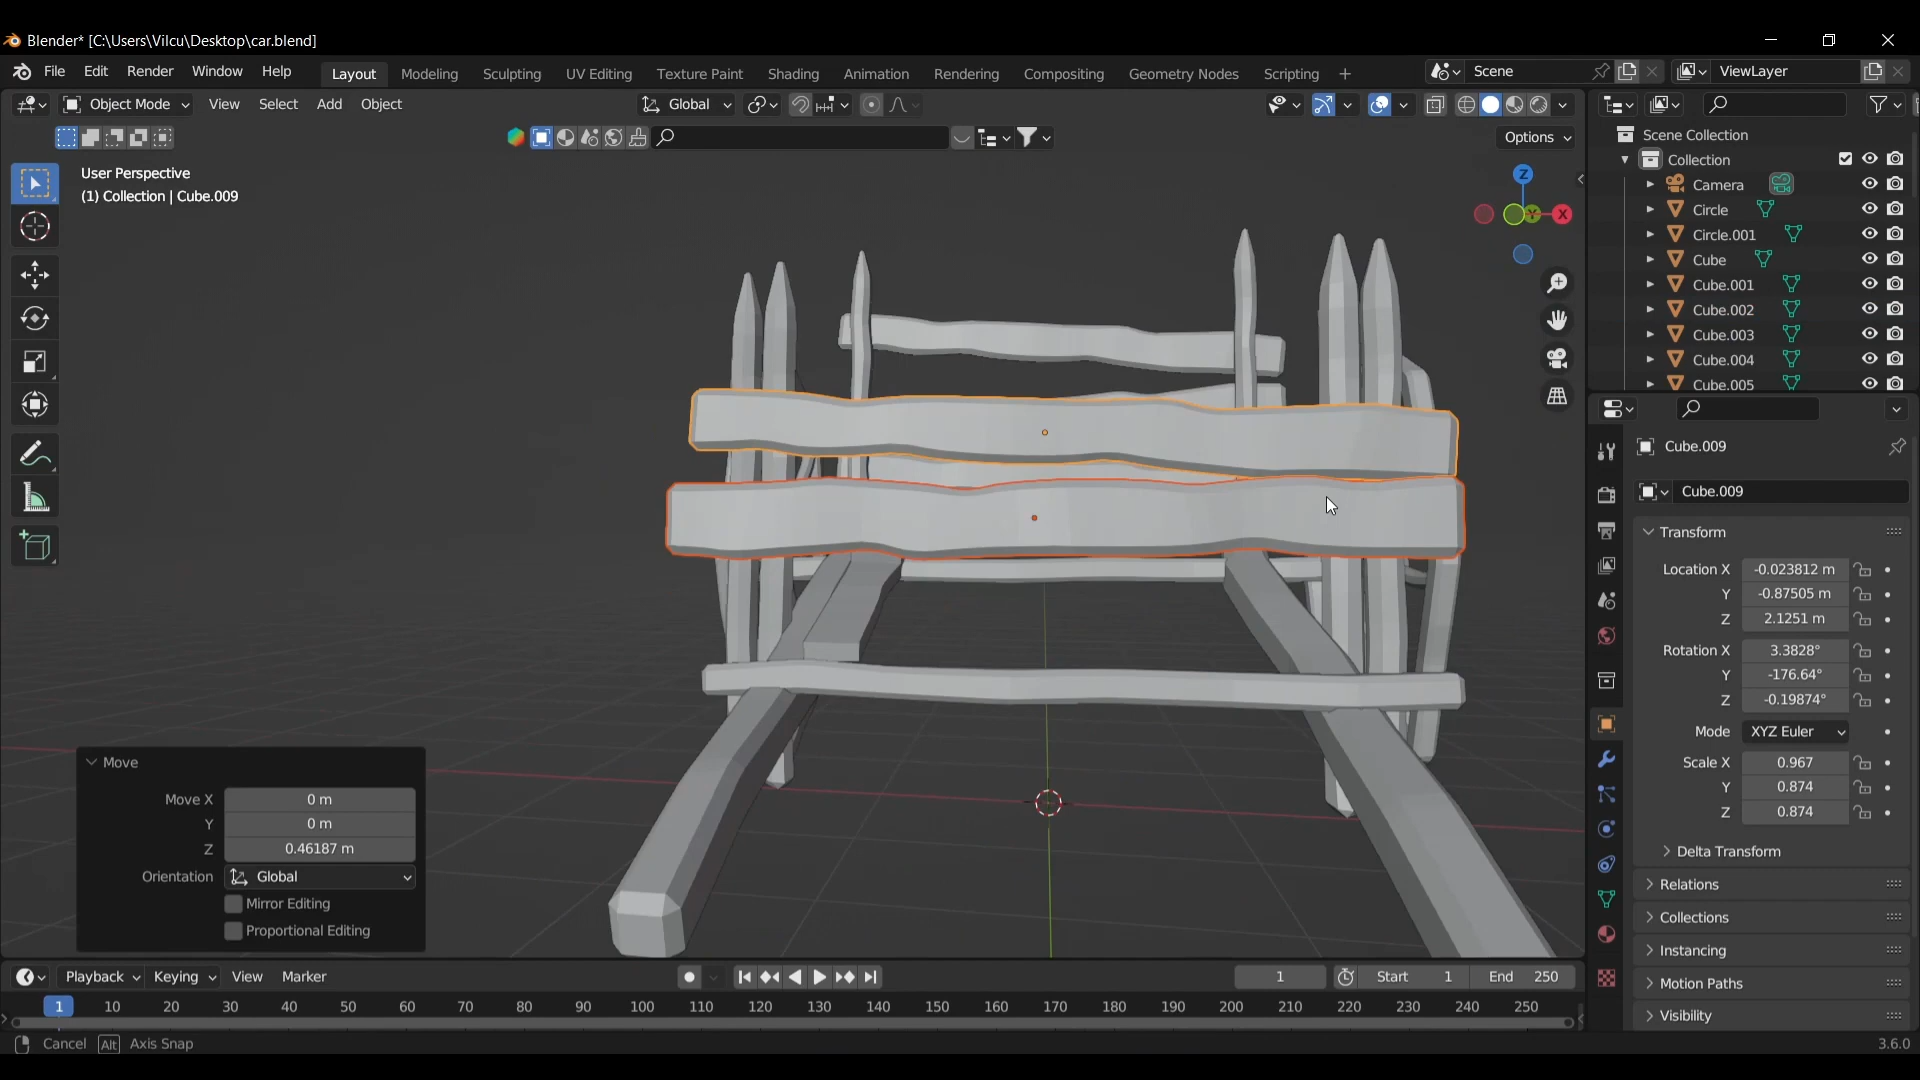 Blender* [C:\Users\Vilcu\Desktop\car.blend]
File Edit Render Window Help Layout Modeling Sculpting UV Editing Texture Paint Shading Animation Rendering Compositing Geometry Nodes Scripting + Scene ViewLayer
Object Mode View Select Add Object Global
Options
User Perspective
(1) Collection | Cube.009
Z
Y
X
Scene Collection
Collection
Camera
Circle
Circle.001
Cube
Cube.001
Cube.002
Cube.003
Cube.004
Cube.005
Cube.009
Cube.009
Transform
Location X -0.023812 m
Y -0.87505 m
Z 2.1251 m
Rotation X 3.3828°
Y -176.64°
Z -0.19874°
Mode XYZ Euler
Scale X 0.967
Y 0.874
Z 0.874
Delta Transform
Relations
Collections
Instancing
Motion Paths
Visibility
Move
Move X 0 m
Y 0 m
Z 0.46187 m
Orientation Global
Mirror Editing
Proportional Editing
Playback Keying View Marker 1 Start 1 End 250
1 10 20 30 40 50 60 70 80 90 100 110 120 130 140 150 160 170 180 190 200 210 220 230 240 250
Cancel Alt Axis Snap 3.6.0